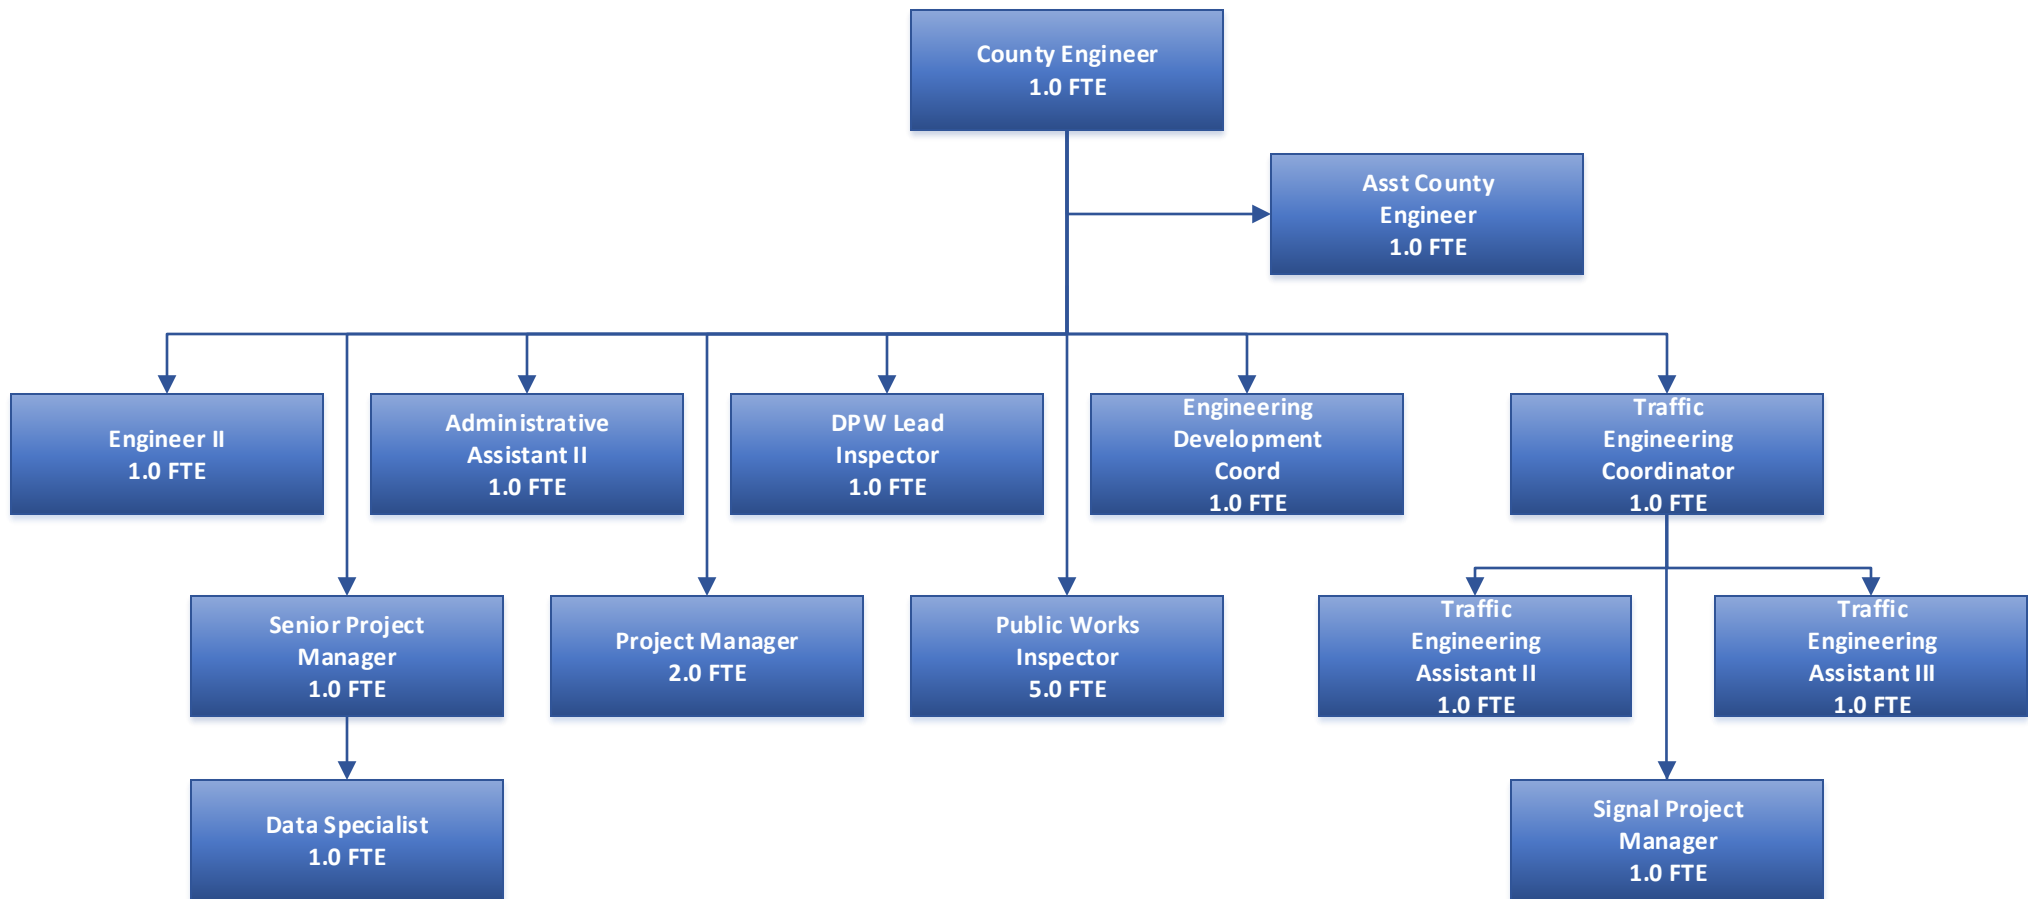 County Engineer
1.0 FTE
Asst County
Engineer
1.0 FTE
Engineer II
1.0 FTE
Administrative
Assistant II
1.0 FTE
DPW Lead
Inspector
1.0 FTE
Engineering
Development
Coord
1.0 FTE
Traffic
Engineering
Coordinator
1.0 FTE
Senior Project
Manager
1.0 FTE
Project Manager
2.0 FTE
Public Works
Inspector
5.0 FTE
Traffic
Engineering
Assistant II
1.0 FTE
Traffic
Engineering
Assistant III
1.0 FTE
Data Specialist
1.0 FTE
Signal Project
Manager
1.0 FTE